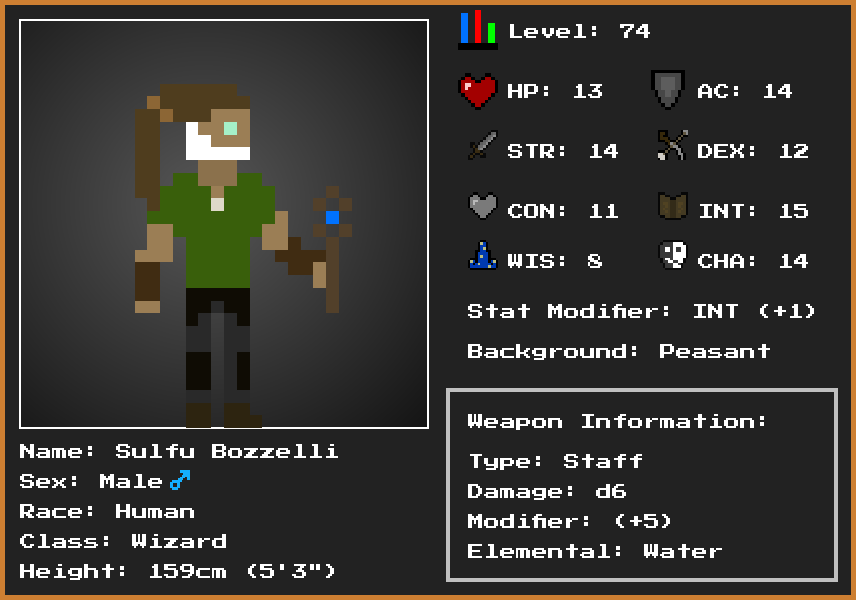 Level: 74
HP: 13
AC: 14
STR: 14
DEX: 12
CON: 11
INT: 15
WIS: 8
CHA: 14
Stat Modifier: INT (+1)
Background: Peasant
Weapon Information:
Type: Staff
Damage: d6
Modifier: (+5)
Elemental: Water
Name: Sulfu Bozzelli
Sex: Male♂
Race: Human
Class: Wizard
Height: 159cm (5'3")